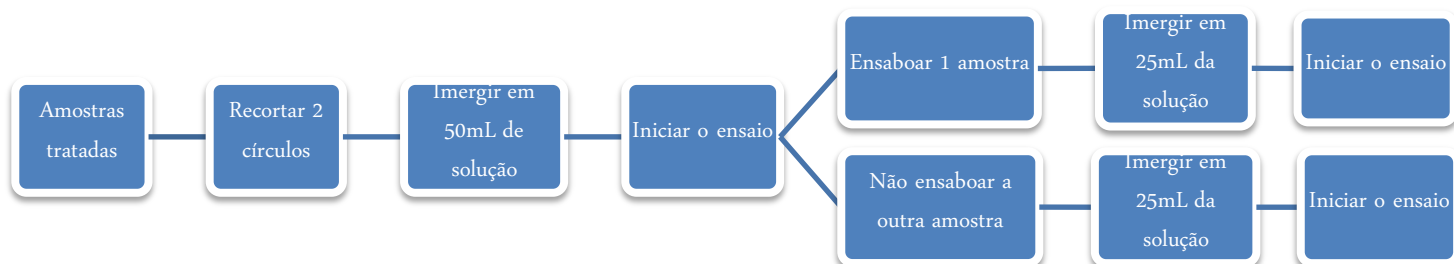 Amostras
tratadas
Recortar 2
círculos
Imergir em
50mL de
solução
Iniciar o ensaio
Ensaboar 1 amostra
Imergir em
25mL da
solução
Iniciar o ensaio
Não ensaboar a
outra amostra
Imergir em
25mL da
solução
Iniciar o ensaio